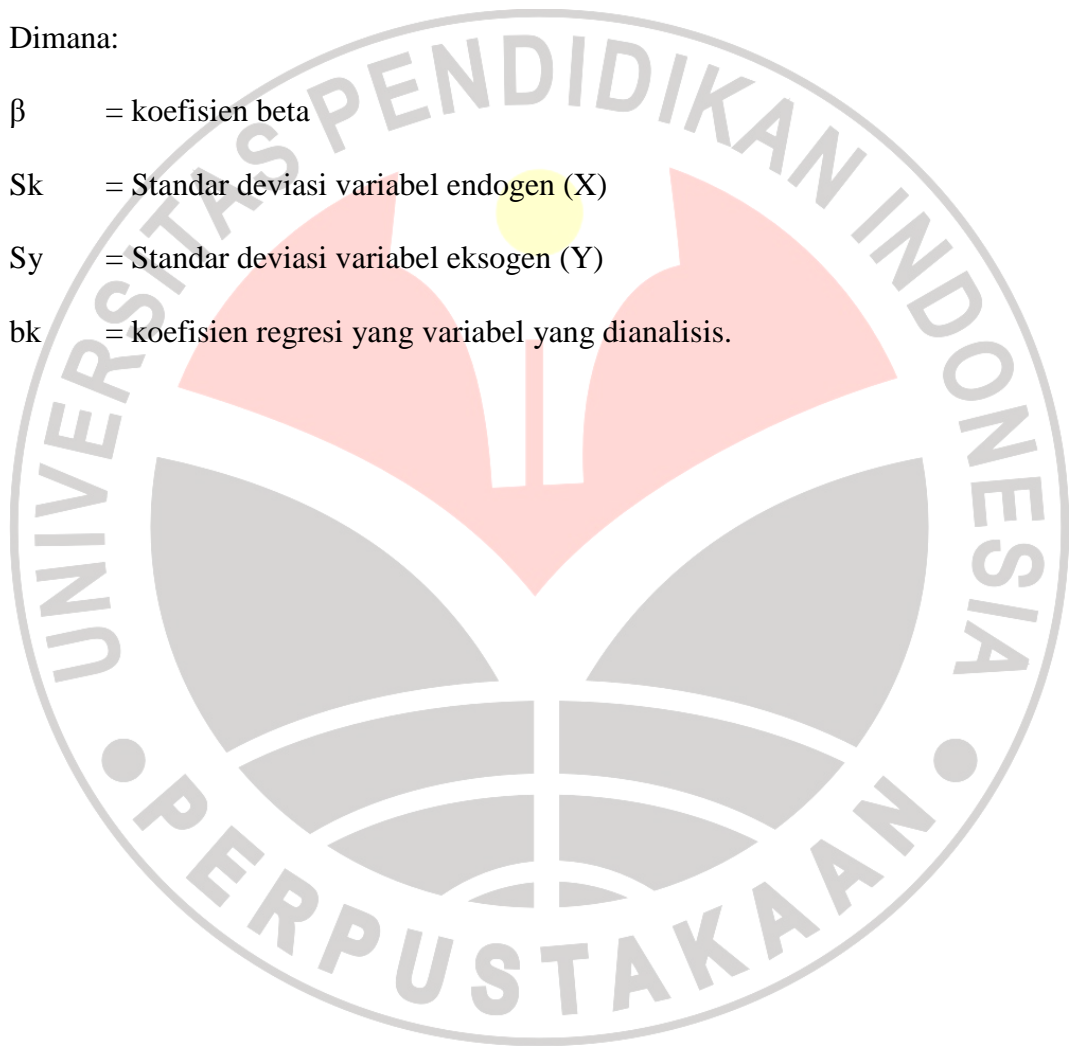 Dimana:
β = koefisien beta
Sk = Standar deviasi variabel endogen (X)
Sy = Standar deviasi variabel eksogen (Y)
bk = koefisien regresi yang variabel yang dianalisis.
UNIVERSITAS PENDIDIKAN INDONESIA
PERPUSTAKAAN